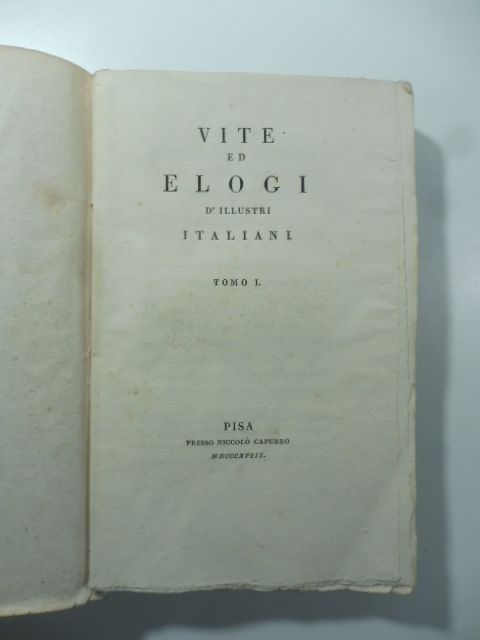 VITE
ED
ELOGI
D' ILLUSTRI
ITALIANI
TOMO I.
PISA
PRESSO NICCOLÒ CAPURRO
MDCCCXVIII.